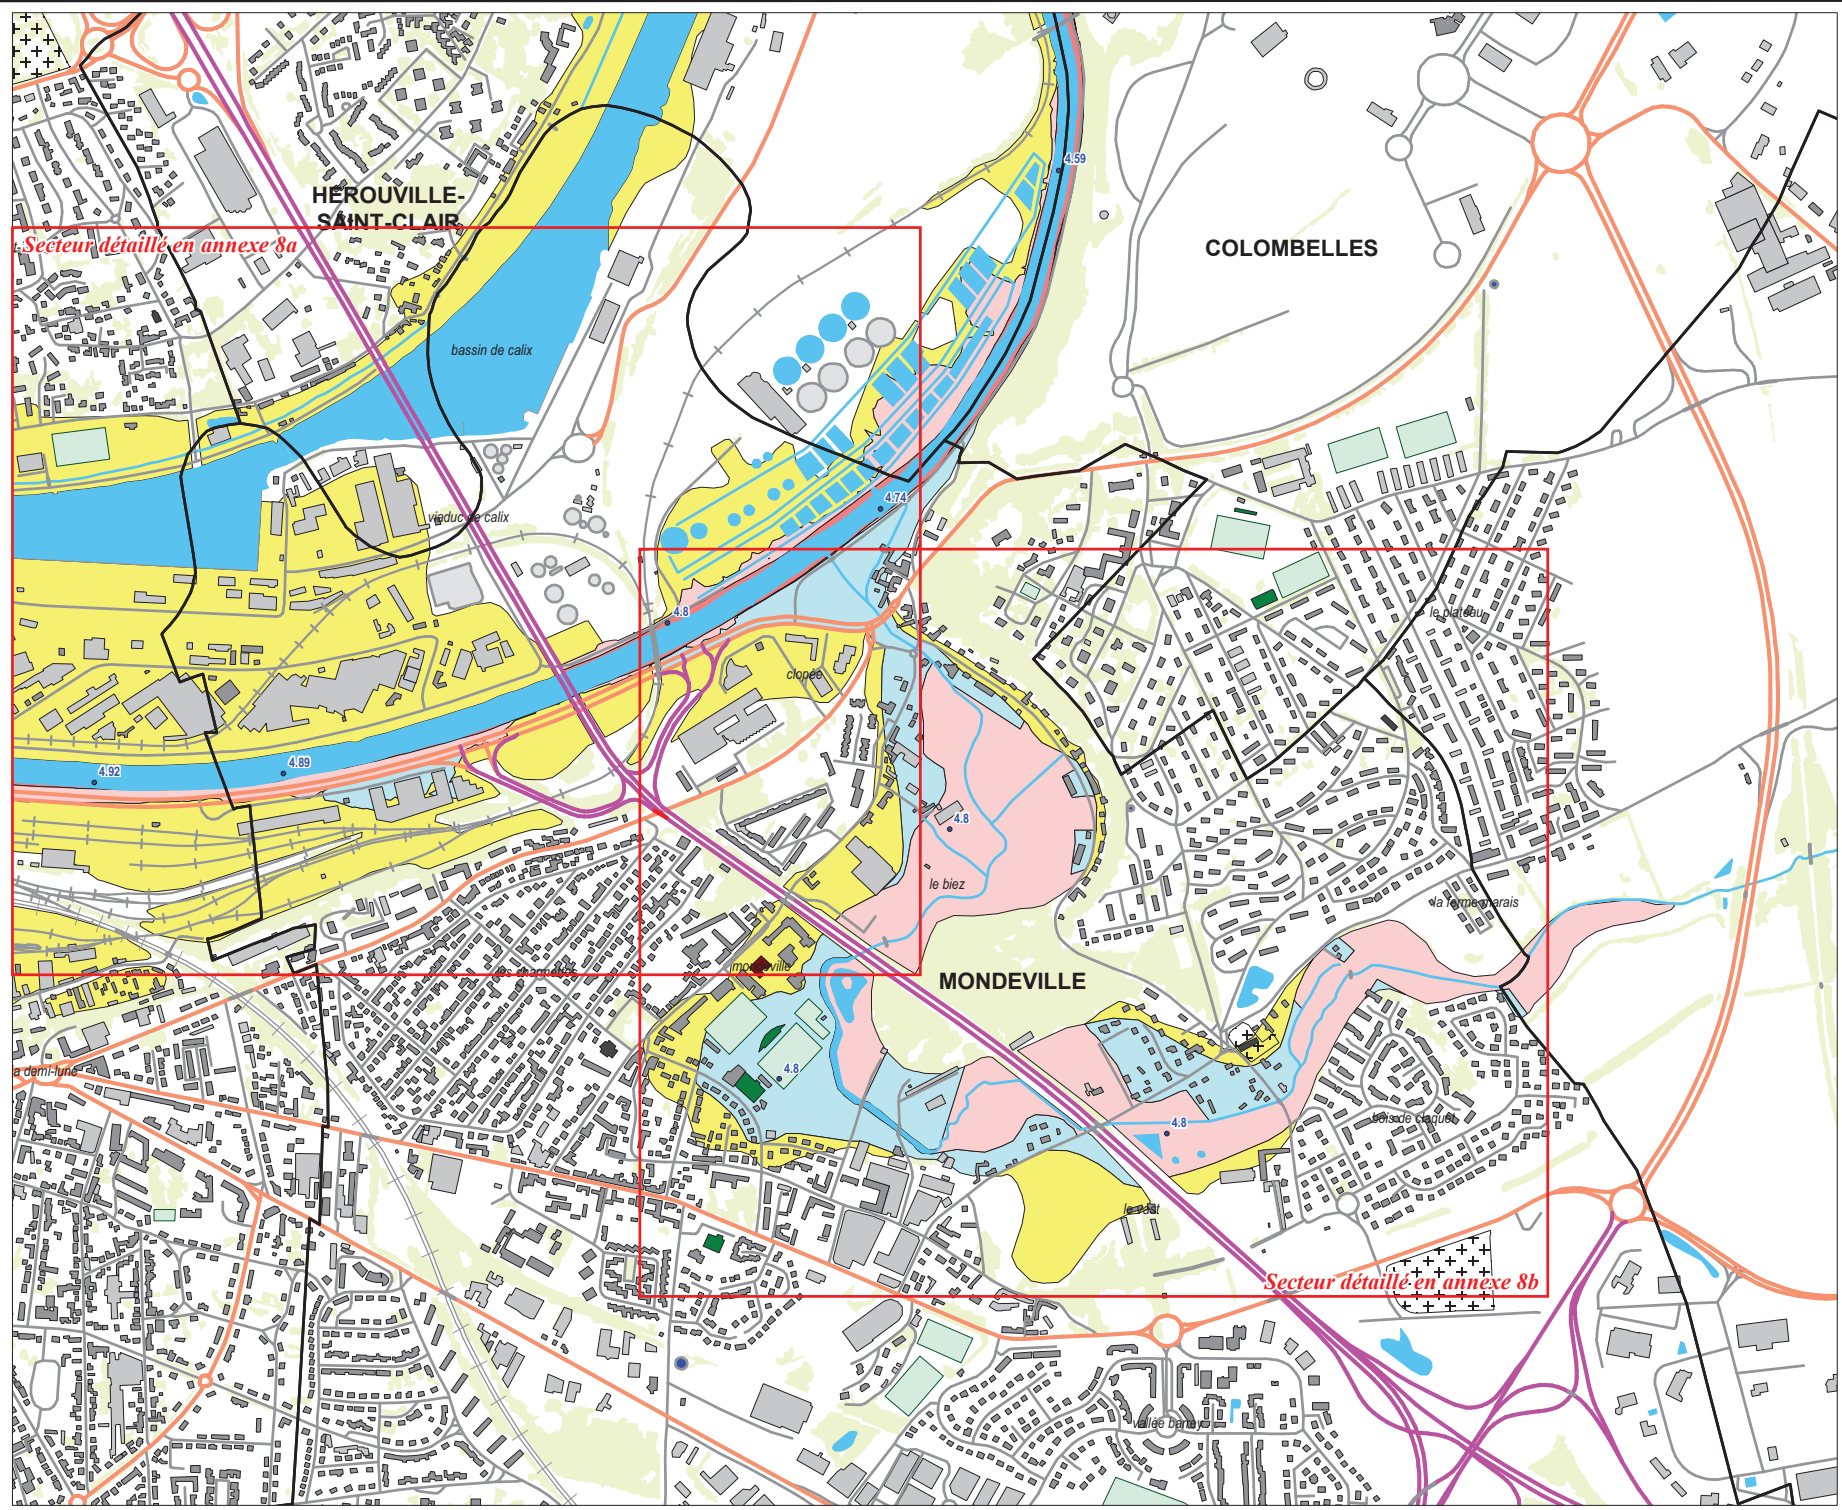 HEROUVILLE-
SAINT-CLAIR
Secteur détaillé en annexe 8a
COLOMBELLES
4.59
bassin de calix
viaduc de calix
4.74
4.8
le plateau
clopée
4.92
4.89
4.8
le biez
la ferme marais
les charmettes
mondeville
MONDEVILLE
a demi-lune
4.8
4.8
bois de claquet
le vast
Secteur détaillé en annexe 8b
vallée barrey